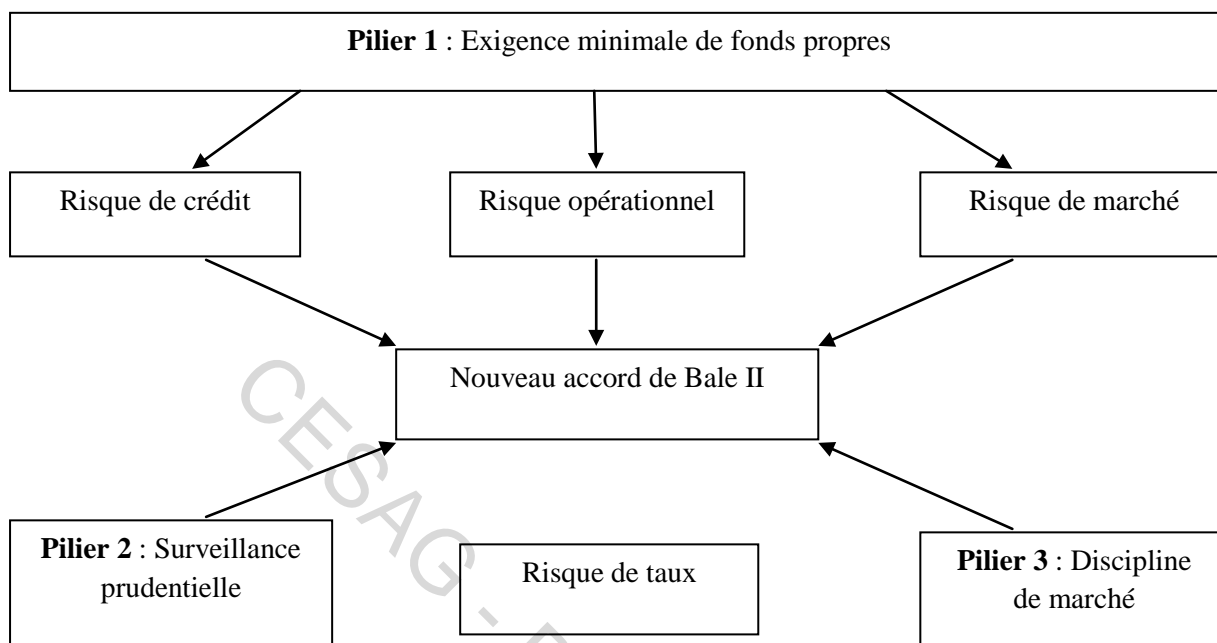 Pilier 1 : Exigence minimale de fonds propres
Risque de crédit
Risque opérationnel
Risque de marché
Nouveau accord de Bale II
CESAG -
Pilier 2 : Surveillance
prudentielle
Risque de taux
Pilier 3 : Discipline
de marché